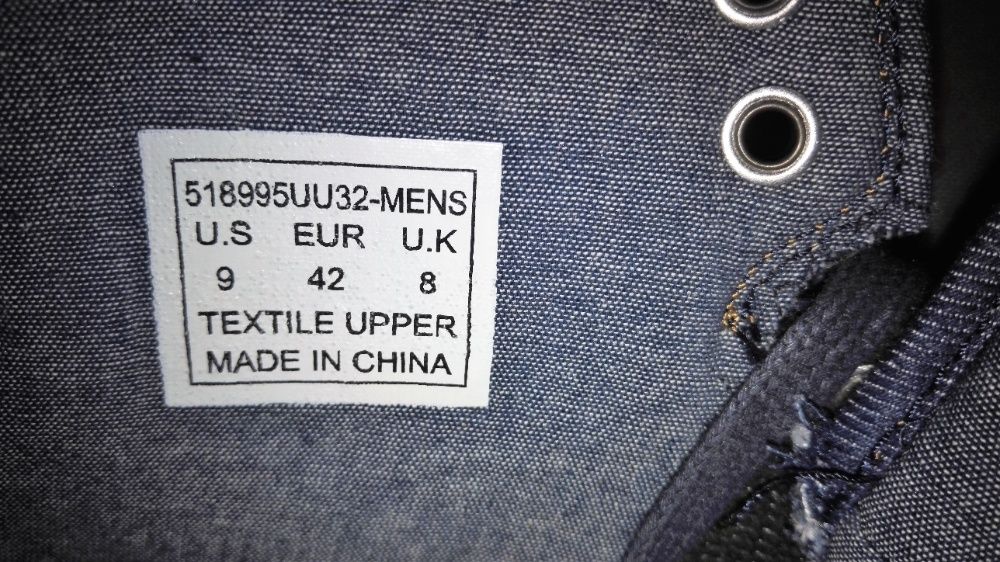 518995UU32-MENS
U.S EUR U.K
9 42 8
TEXTILE UPPER
MADE IN CHINA